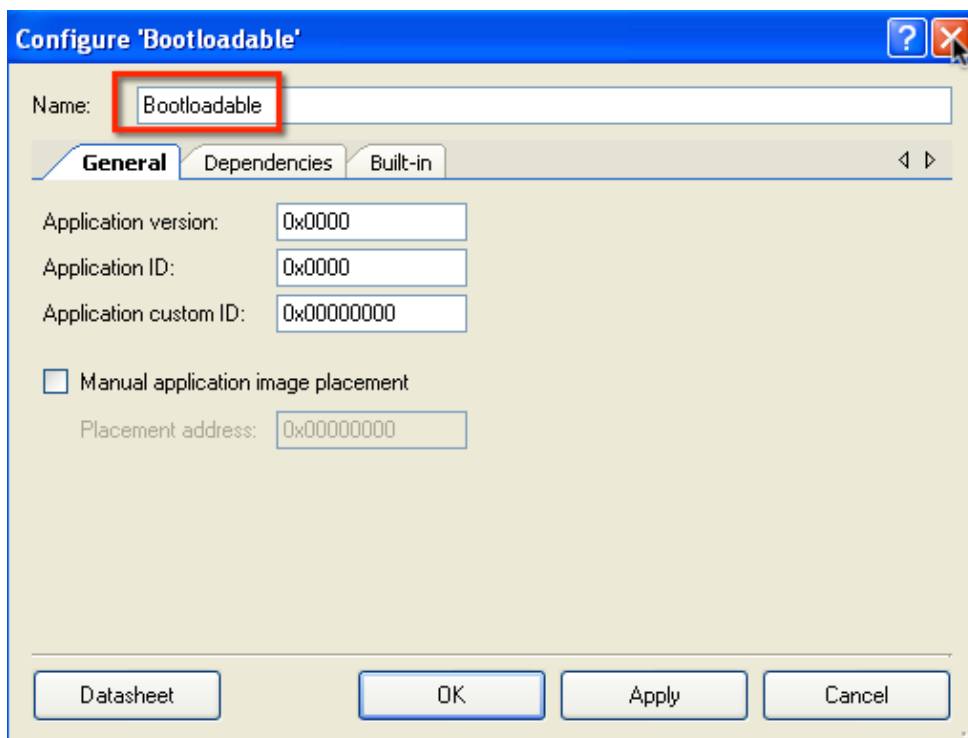 Configure 'Bootloadable'
Name: Bootloadable
General Dependencies Built-in
Application version: 0x0000
Application ID: 0x0000
Application custom ID: 0x00000000
Manual application image placement
Placement address: 0x00000000
Datasheet OK Apply Cancel